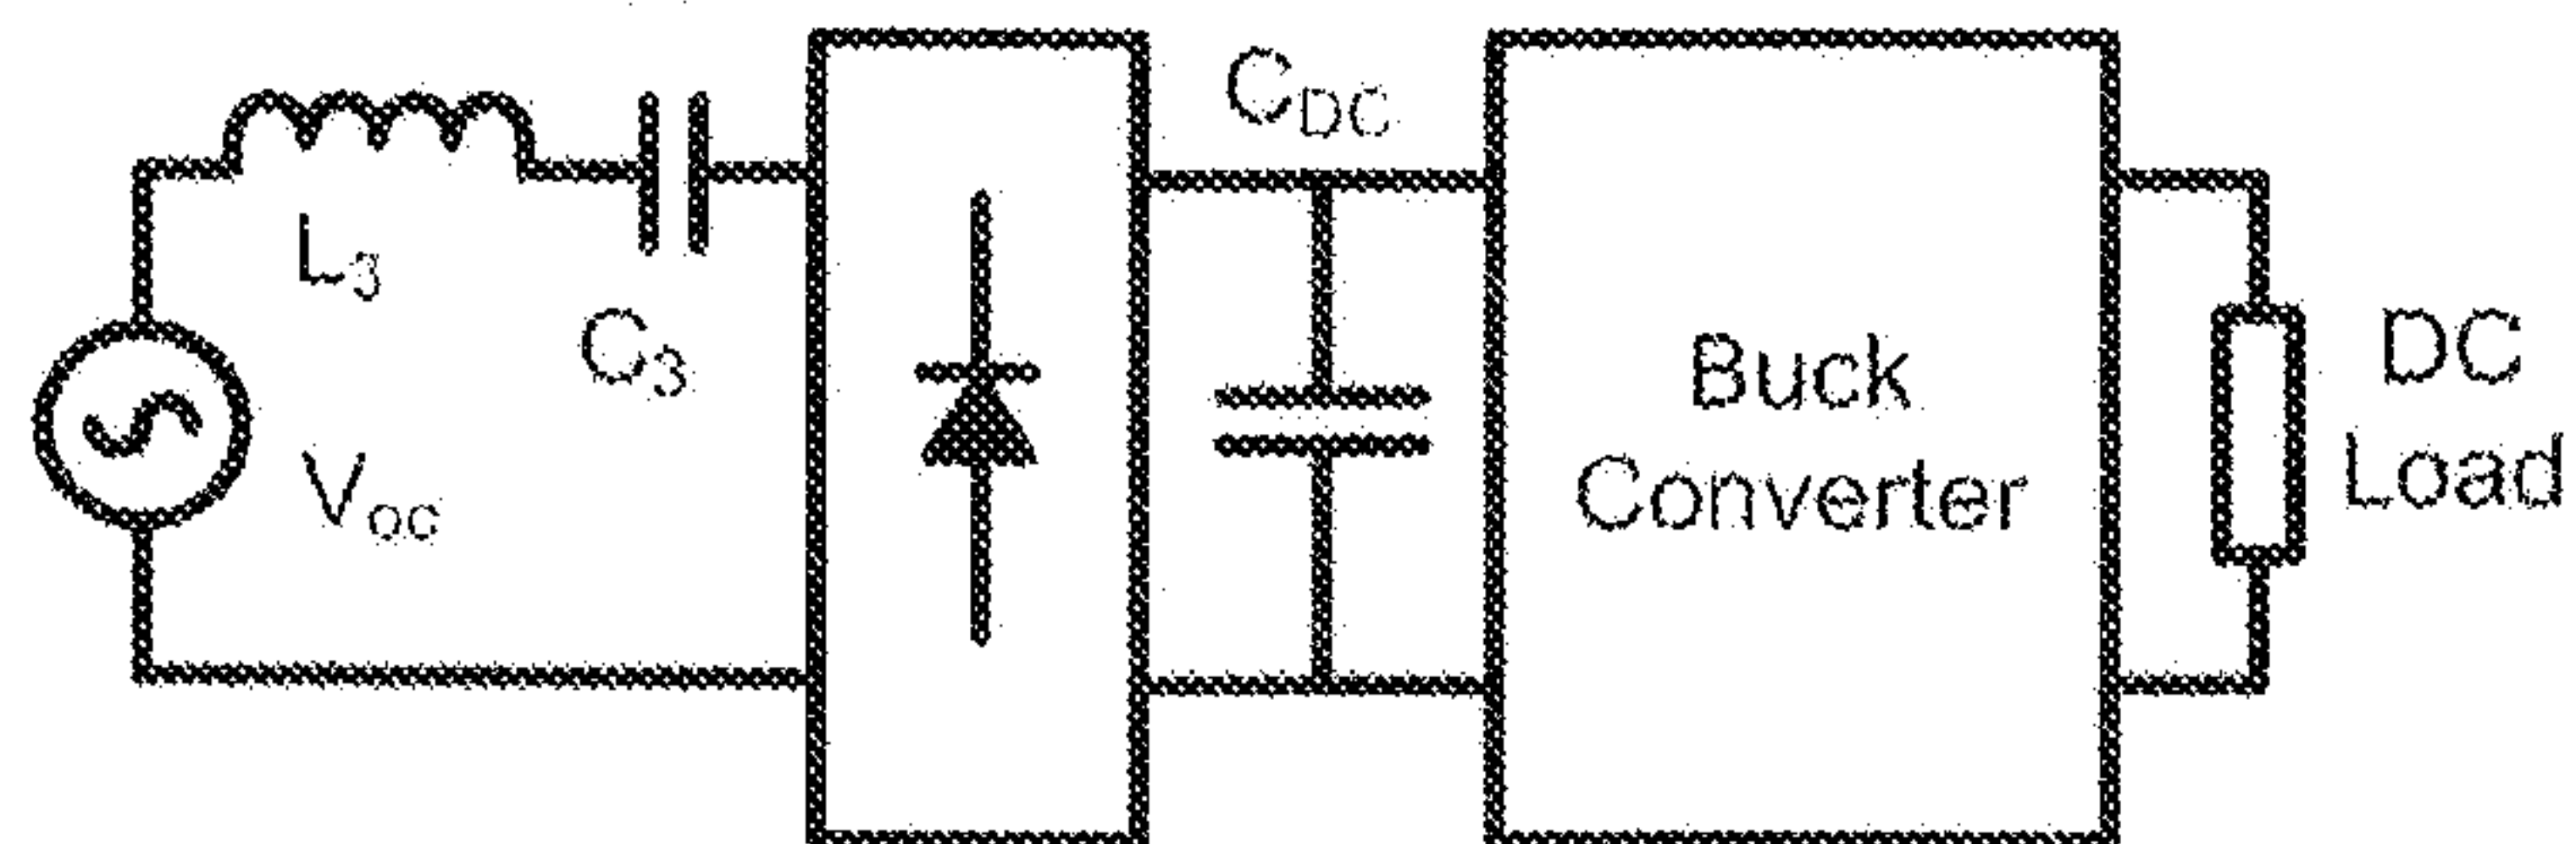 C_DC
L_3
C_3
V_oc
Buck
Converter
DC
Load